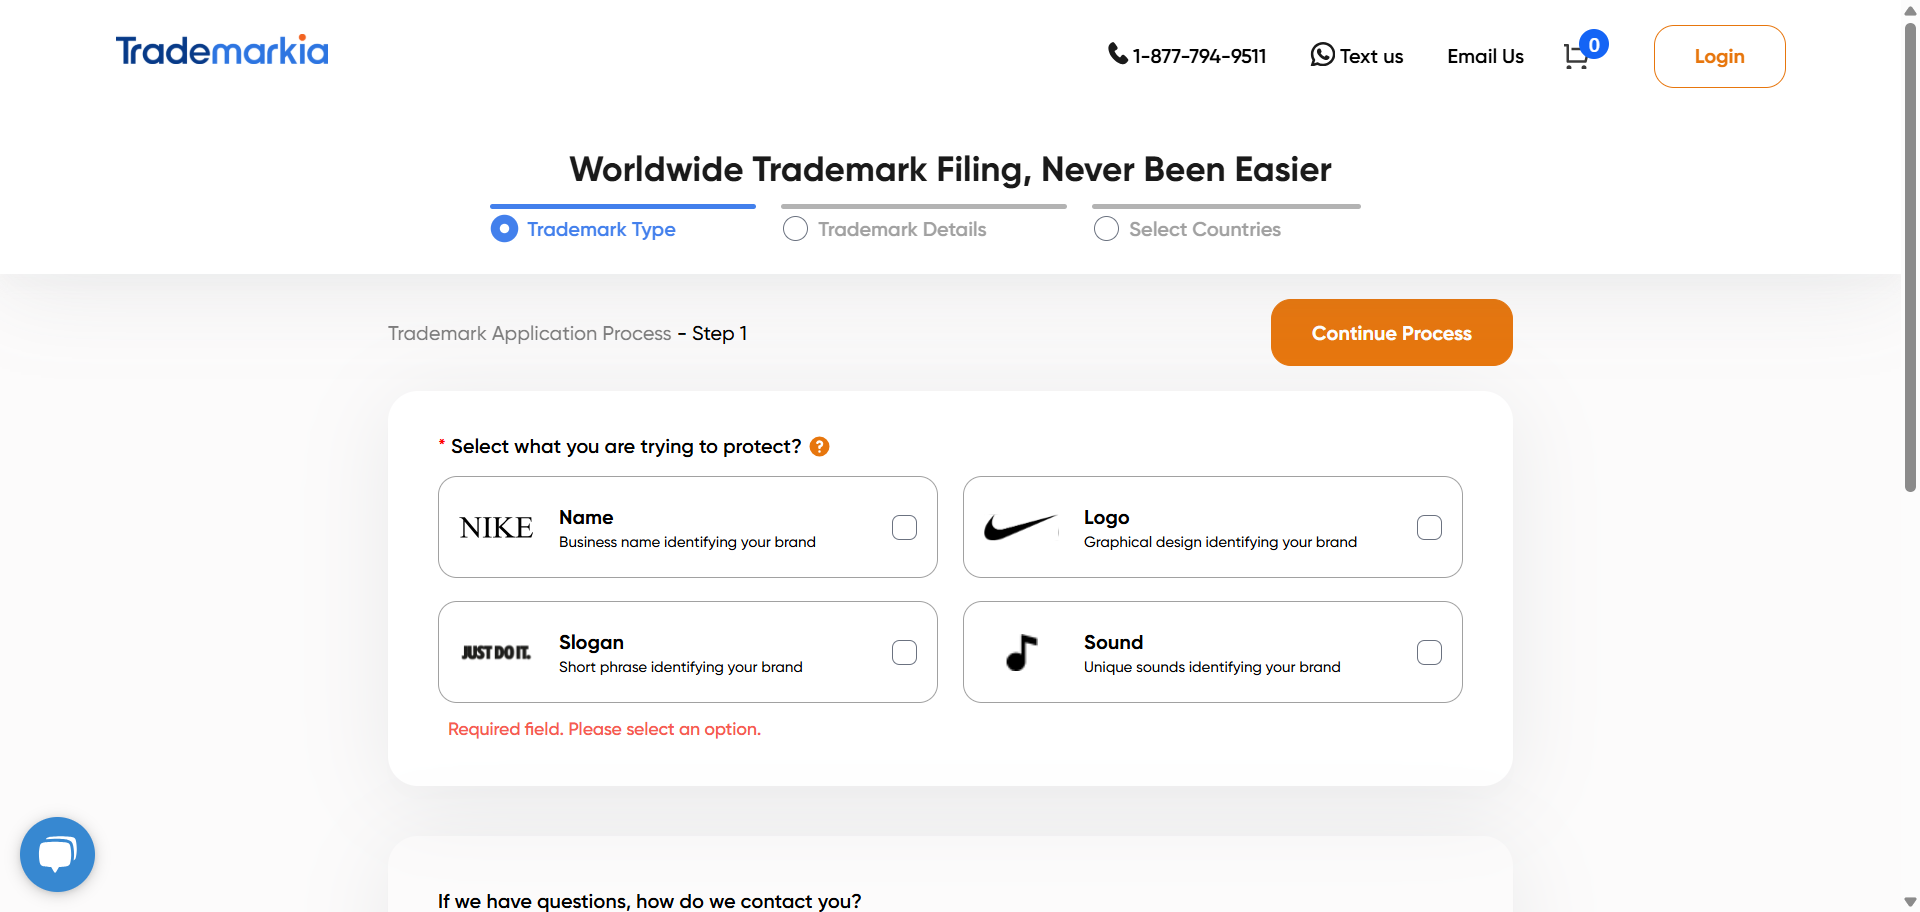 Trademarkia
1-877-794-9511
Text us
Email Us
0
Login
Worldwide Trademark Filing, Never Been Easier
Trademark Type
Trademark Details
Select Countries
Trademark Application Process - Step 1
Continue Process
* Select what you are trying to protect? ?
NIKE
Name
Business name identifying your brand
Logo
Graphical design identifying your brand
JUST DO IT.
Slogan
Short phrase identifying your brand
Sound
Unique sounds identifying your brand
Required field. Please select an option.
If we have questions, how do we contact you?